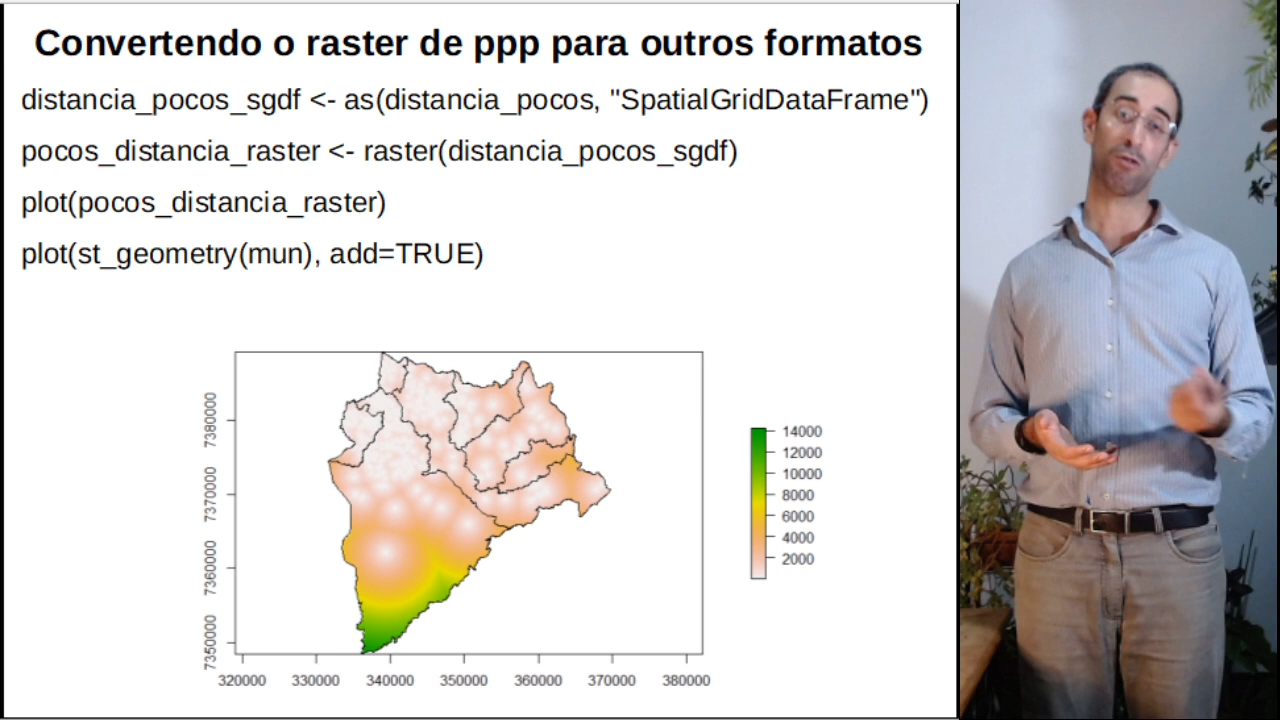 Convertendo o raster de ppp para outros formatos
distancia_pocos_sgdf <- as(distancia_pocos, "SpatialGridDataFrame")
pocos_distancia_raster <- raster(distancia_pocos_sgdf)
plot(pocos_distancia_raster)
plot(st_geometry(mun), add=TRUE)
7380000
7370000
7360000
7350000
14000
12000
10000
8000
6000
4000
2000
320000 330000 340000 350000 360000 370000 380000